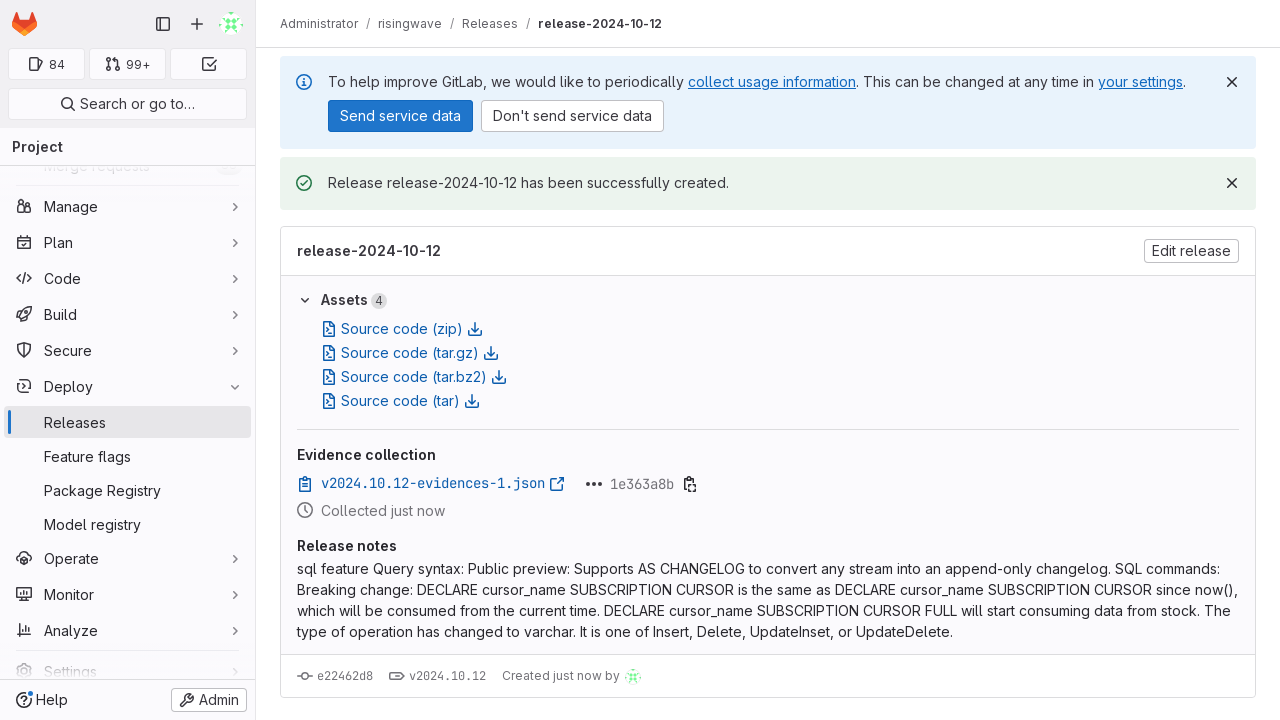 Administrator / risingwave / Releases / release-2024-10-12
84
99+
Search or go to…
Project
Merge requests
Manage
Plan
Code
Build
Secure
Deploy
Releases
Feature flags
Package Registry
Model registry
Operate
Monitor
Analyze
Settings
Help
Admin
To help improve GitLab, we would like to periodically collect usage information. This can be changed at any time in your settings.
Send service data
Don't send service data
Release release-2024-10-12 has been successfully created.
release-2024-10-12
Edit release
Assets 4
Source code (zip)
Source code (tar.gz)
Source code (tar.bz2)
Source code (tar)
Evidence collection
v2024.10.12-evidences-1.json
1e363a8b
Collected just now
Release notes
sql feature Query syntax: Public preview: Supports AS CHANGELOG to convert any stream into an append-only changelog. SQL commands:
Breaking change: DECLARE cursor_name SUBSCRIPTION CURSOR is the same as DECLARE cursor_name SUBSCRIPTION CURSOR since now(),
which will be consumed from the current time. DECLARE cursor_name SUBSCRIPTION CURSOR FULL will start consuming data from stock. The
type of operation has changed to varchar. It is one of Insert, Delete, UpdateInset, or UpdateDelete.
e22462d8
v2024.10.12
Created just now by